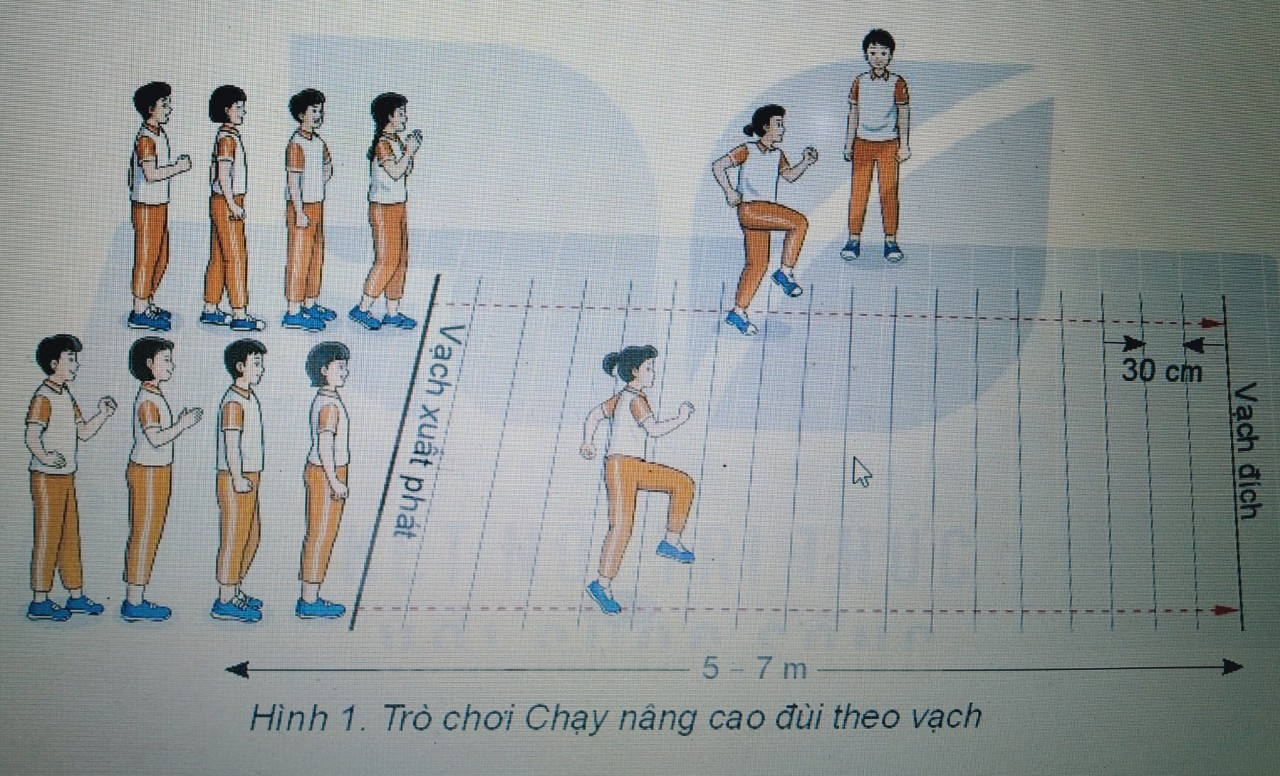 Vạch xuất phát
30 cm
Vạch đích
5 - 7 m
Hình 1. Trò chơi Chạy nâng cao đùi theo vạch